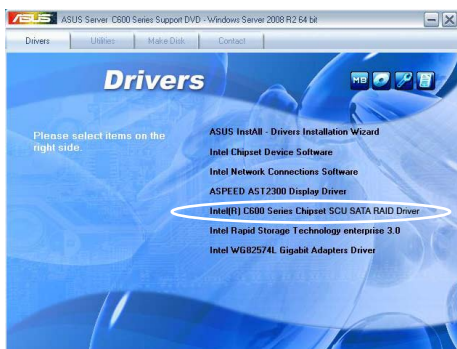 ASUS
ASUS Server C600 Series Support DVD - Windows Server 2008 R2 64 bit
Drivers
Utilities
Make Disk
Contact
Drivers
MB
Please select items on the
right side.
ASUS InstAll - Drivers Installation Wizard
Intel Chipset Device Software
Intel Network Connections Software
ASPEED AST2300 Display Driver
Intel(R) C600 Series Chipset SCU SATA RAID Driver
Intel Rapid Storage Technology enterprise 3.0
Intel WG82574L Gigabit Adapters Driver